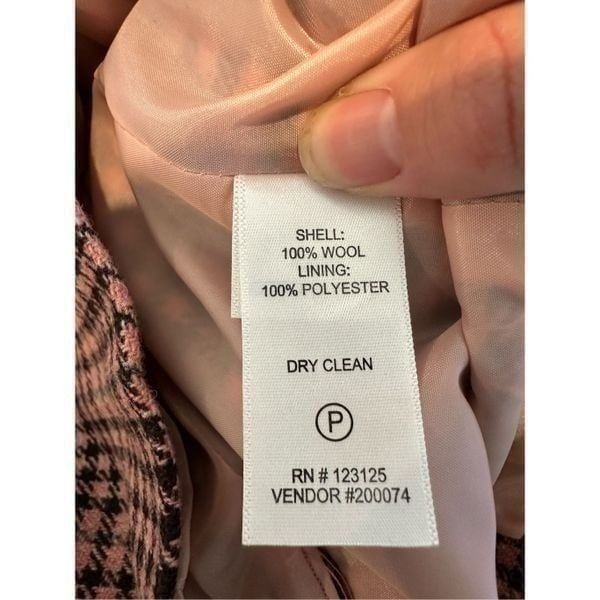 SHELL:
100% WOOL
LINING:
100% POLYESTER
DRY CLEAN
P
RN # 123125
VENDOR #200074